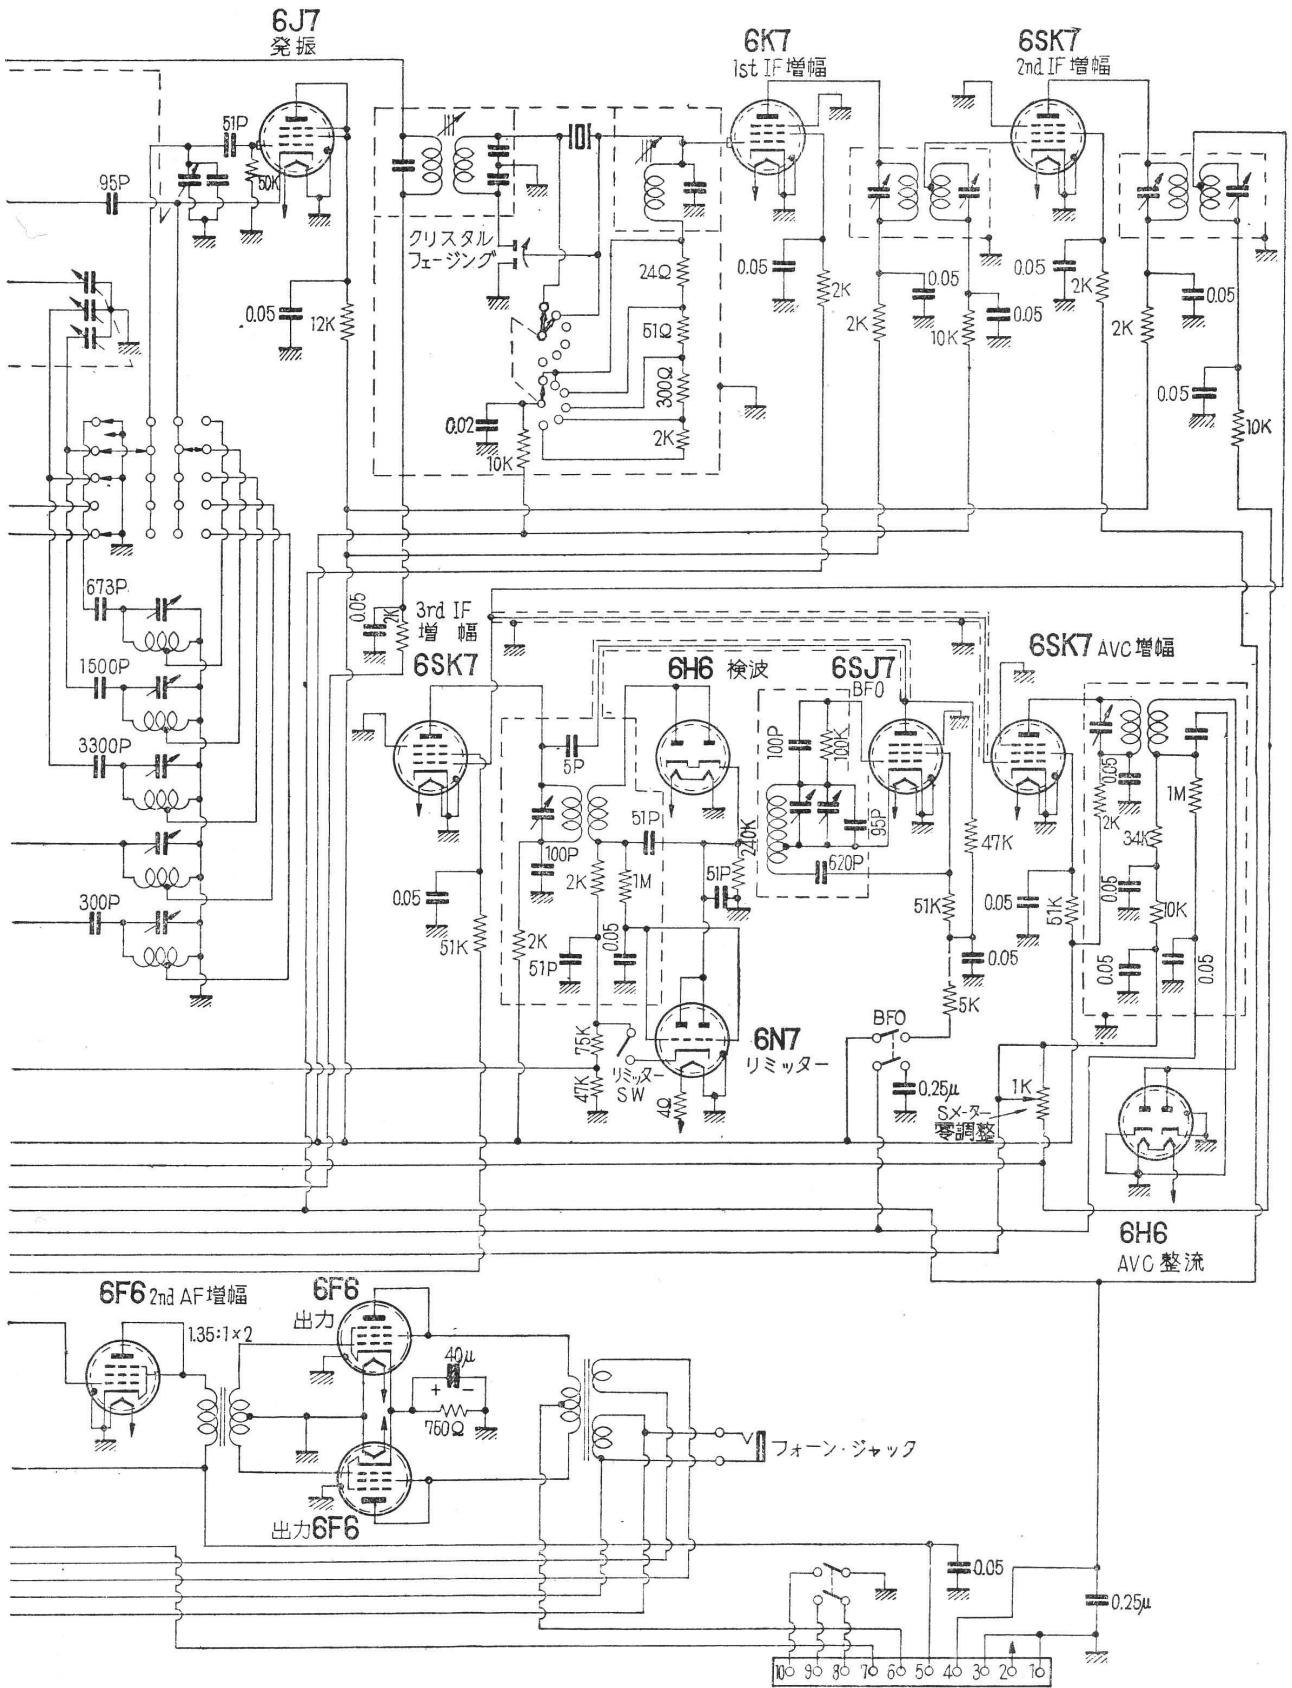 6J7
発振
6K7
1st IF 増幅
6SK7
2nd IF 増幅
51P
50K
95P
0.05
12K
クリスタル
フェージング
24Ω
51Ω
300Ω
2K
0.02
10K
0.05
2K
0.05
2K
10K
0.05
0.05
2K
2K
0.05
0.05
10K
673P
1500P
3300P
300P
0.05
2K
3rd IF
増幅
6SK7
6H6 検波
6SJ7
BFO
6SK7 AVC増幅
5P
100P
2K
1M
51P
51P
240K
100P
100K
95P
620P
47K
51K
0.05
51K
2K
51P
0.05
0.05
5K
0.05
51K
0.05
2K
34K
1M
0.05
10K
0.05
0.05
75K
47K
リミッター
SW
4Ω
6N7
リミッター
BFO
0.25μ
1K
Sメーター
零調整
6H6
AVC 整流
6F6 2nd AF増幅
1.35:1×2
6F6
出力
40μ
+ −
750Ω
出力6F6
フォーン・ジャック
0.05
0.25μ
10 9 8 7 6 5 4 3 2 1